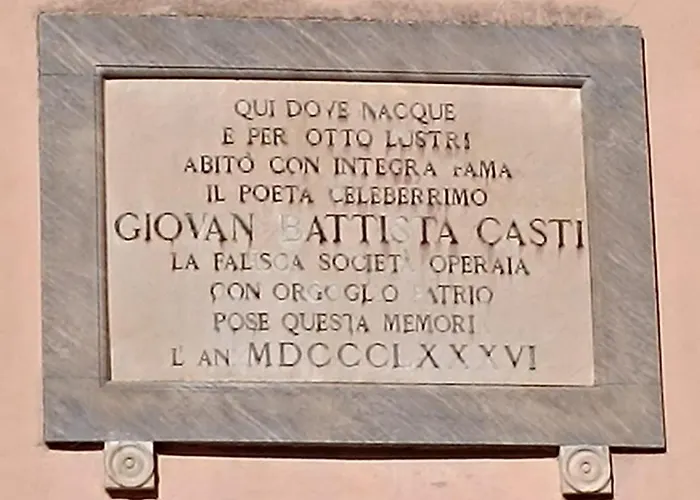 QUI DOVE NACQUE
E PER OTTO LUSTRI
ABITÒ CON INTEGRA FAMA
IL POETA CELEBERRIMO
GIOVAN BATTISTA CASTI
LA FALISCA SOCIETÀ OPERAIA
CON ORGOGLIO PATRIO
POSE QUESTA MEMORI
L' AN MDCCCLXXXVI